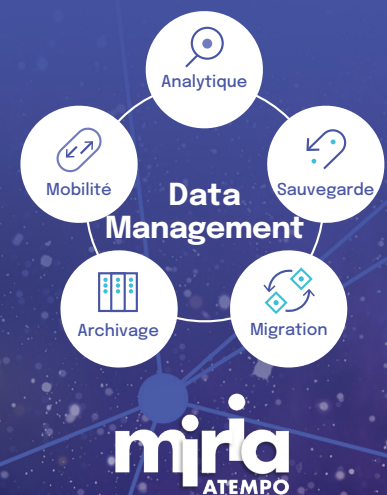 Analytique
Mobilité
Sauvegarde
Data
Management
Archivage
Migration
miria
ATEMPO